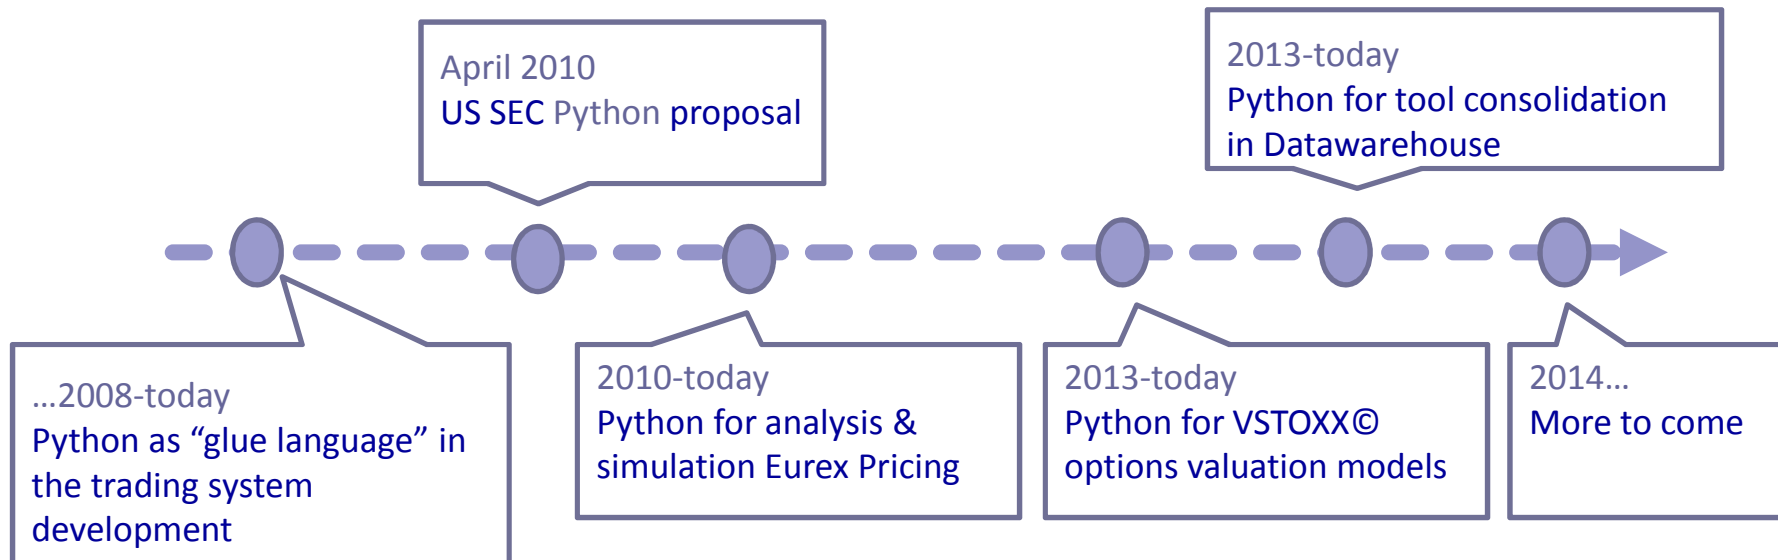 April 2010
US SEC Python proposal
2013-today
Python for tool consolidation
in Datawarehouse
…2008-today
Python as “glue language” in
the trading system
development
2010-today
Python for analysis &
simulation Eurex Pricing
2013-today
Python for VSTOXX©
options valuation models
2014…
More to come